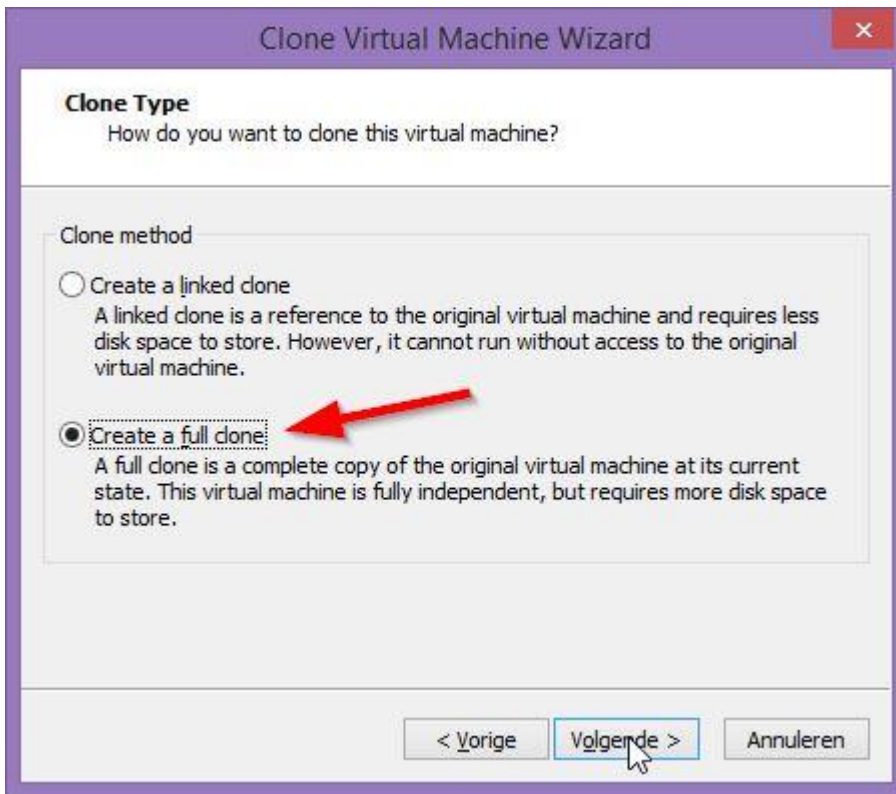 Clone Virtual Machine Wizard
Clone Type
How do you want to clone this virtual machine?
Clone method
Create a linked clone
A linked clone is a reference to the original virtual machine and requires less
disk space to store. However, it cannot run without access to the original
virtual machine.
Create a full clone
A full clone is a complete copy of the original virtual machine at its current
state. This virtual machine is fully independent, but requires more disk space
to store.
< Vorige
Volgende >
Annuleren